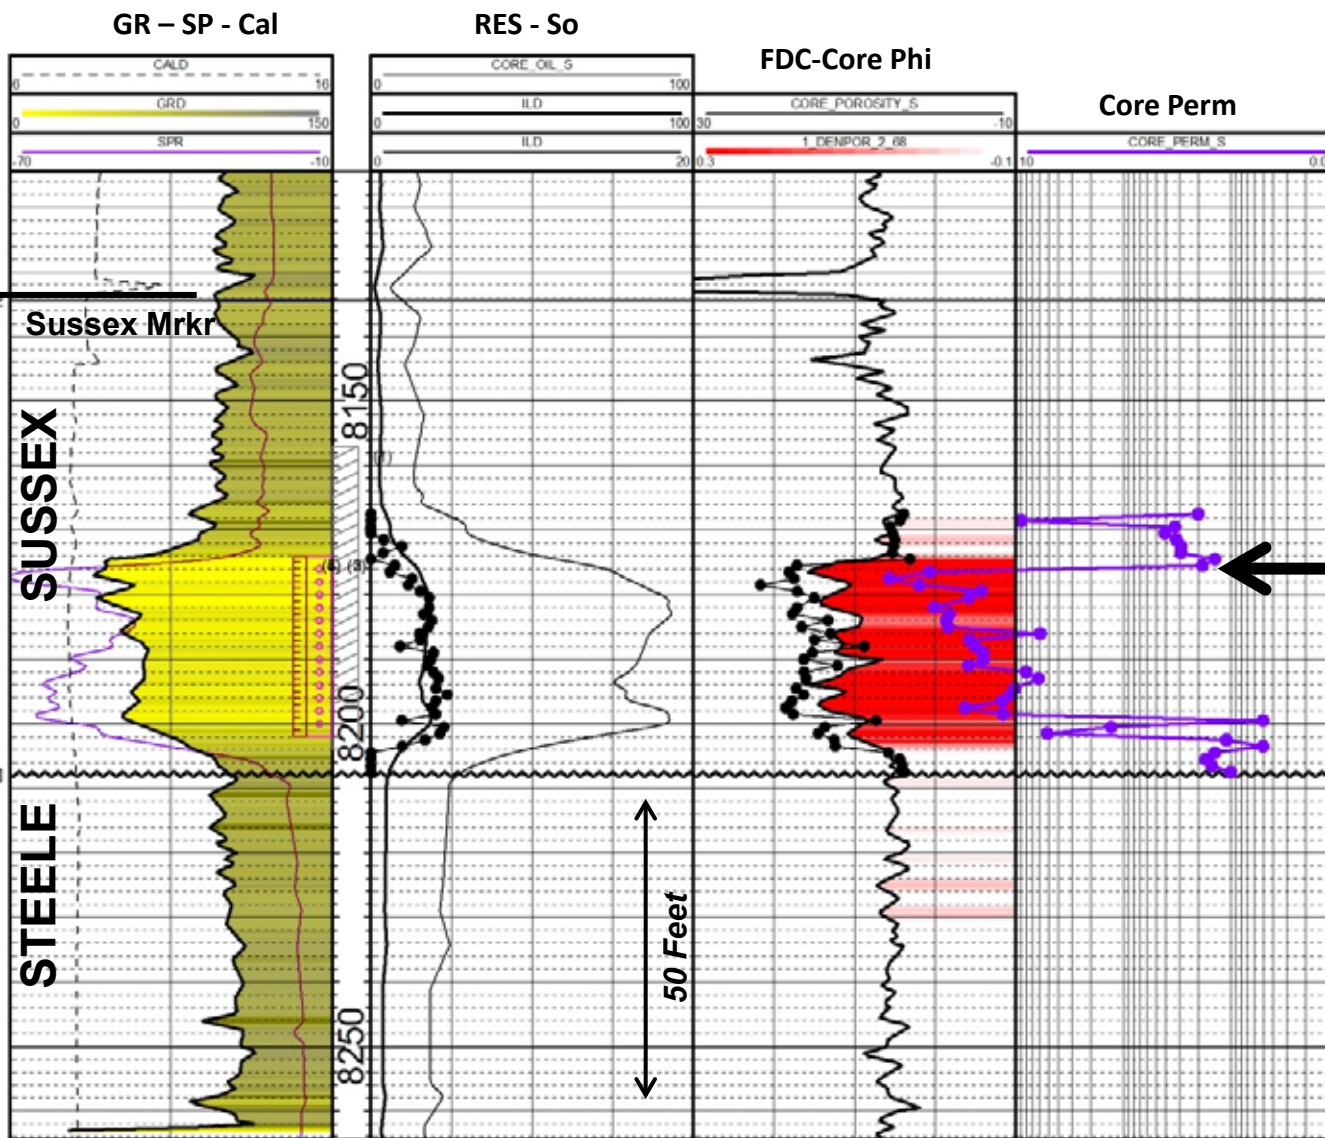 GR – SP - Cal
RES - So
FDC-Core Phi
Core Perm
CALD
6 16
GRD
0 150
SPR
-70 -10
CORE_OIL_S
0 100
ILD
0 100
ILD
0 20
CORE_POROSITY_S
30 -10
1_DENPOR_2_68
0.3 -0.1
CORE_PERM_S
10 0.0
Sussex Mrkr
SUSSEX
STEELE
8150
8200
8250
50 Feet